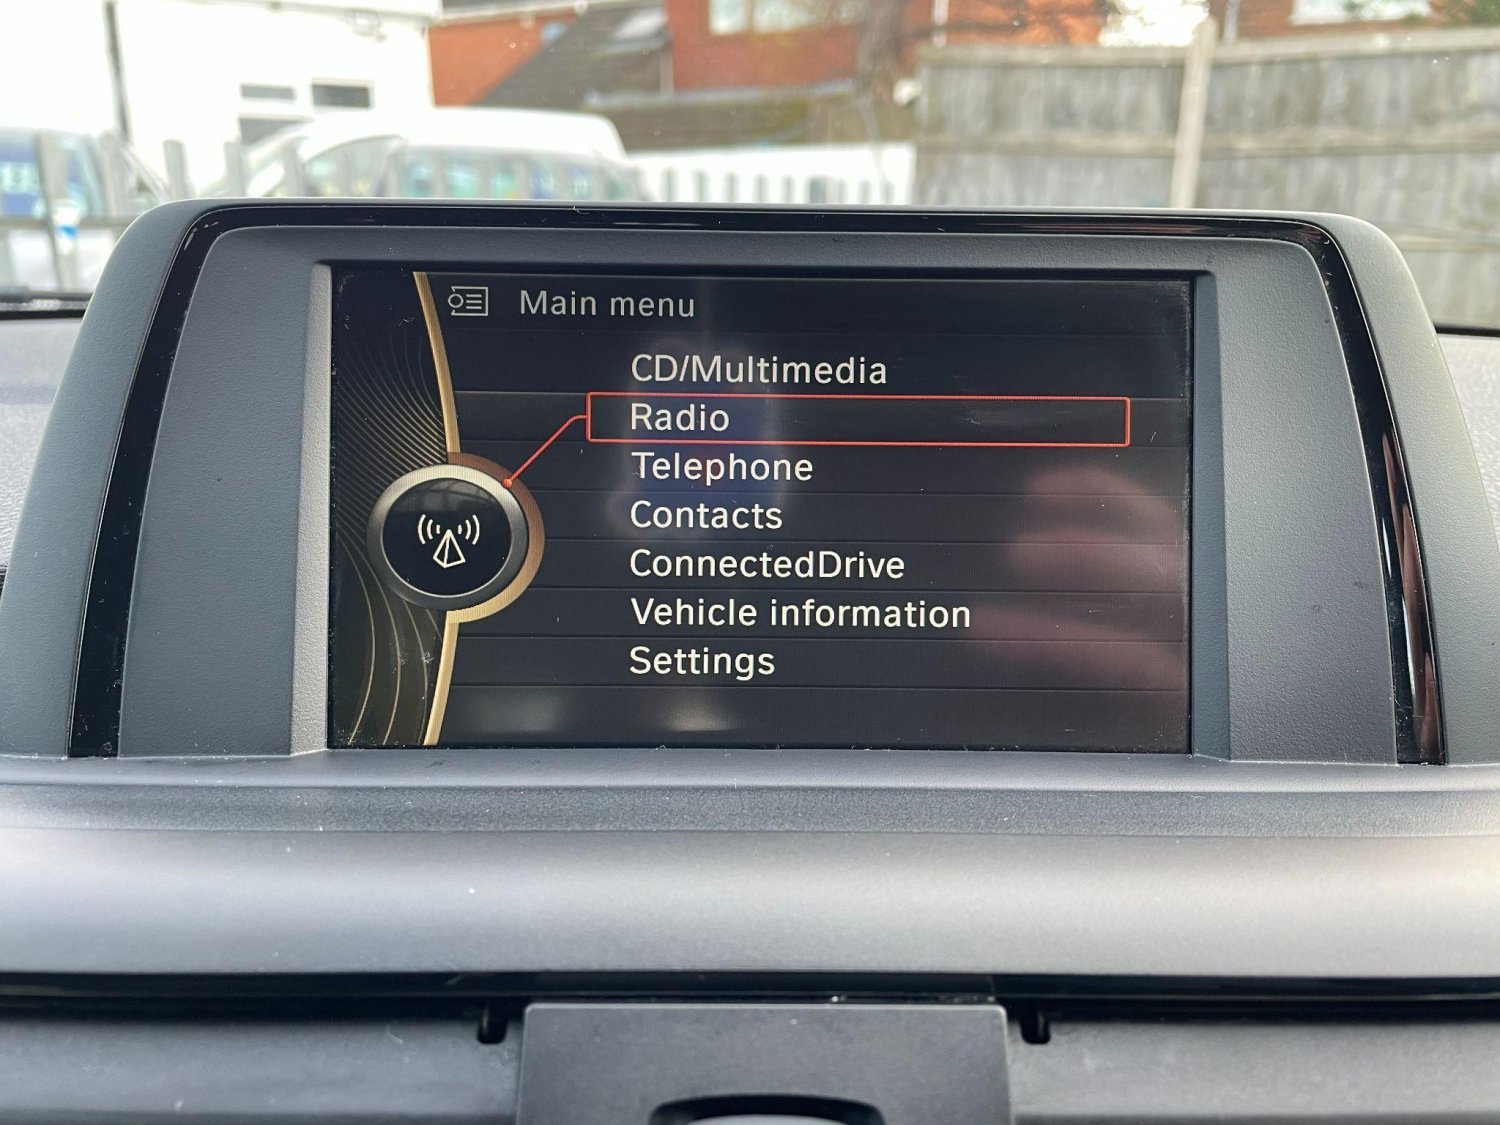 Main menu
CD/Multimedia
Radio
Telephone
Contacts
ConnectedDrive
Vehicle information
Settings